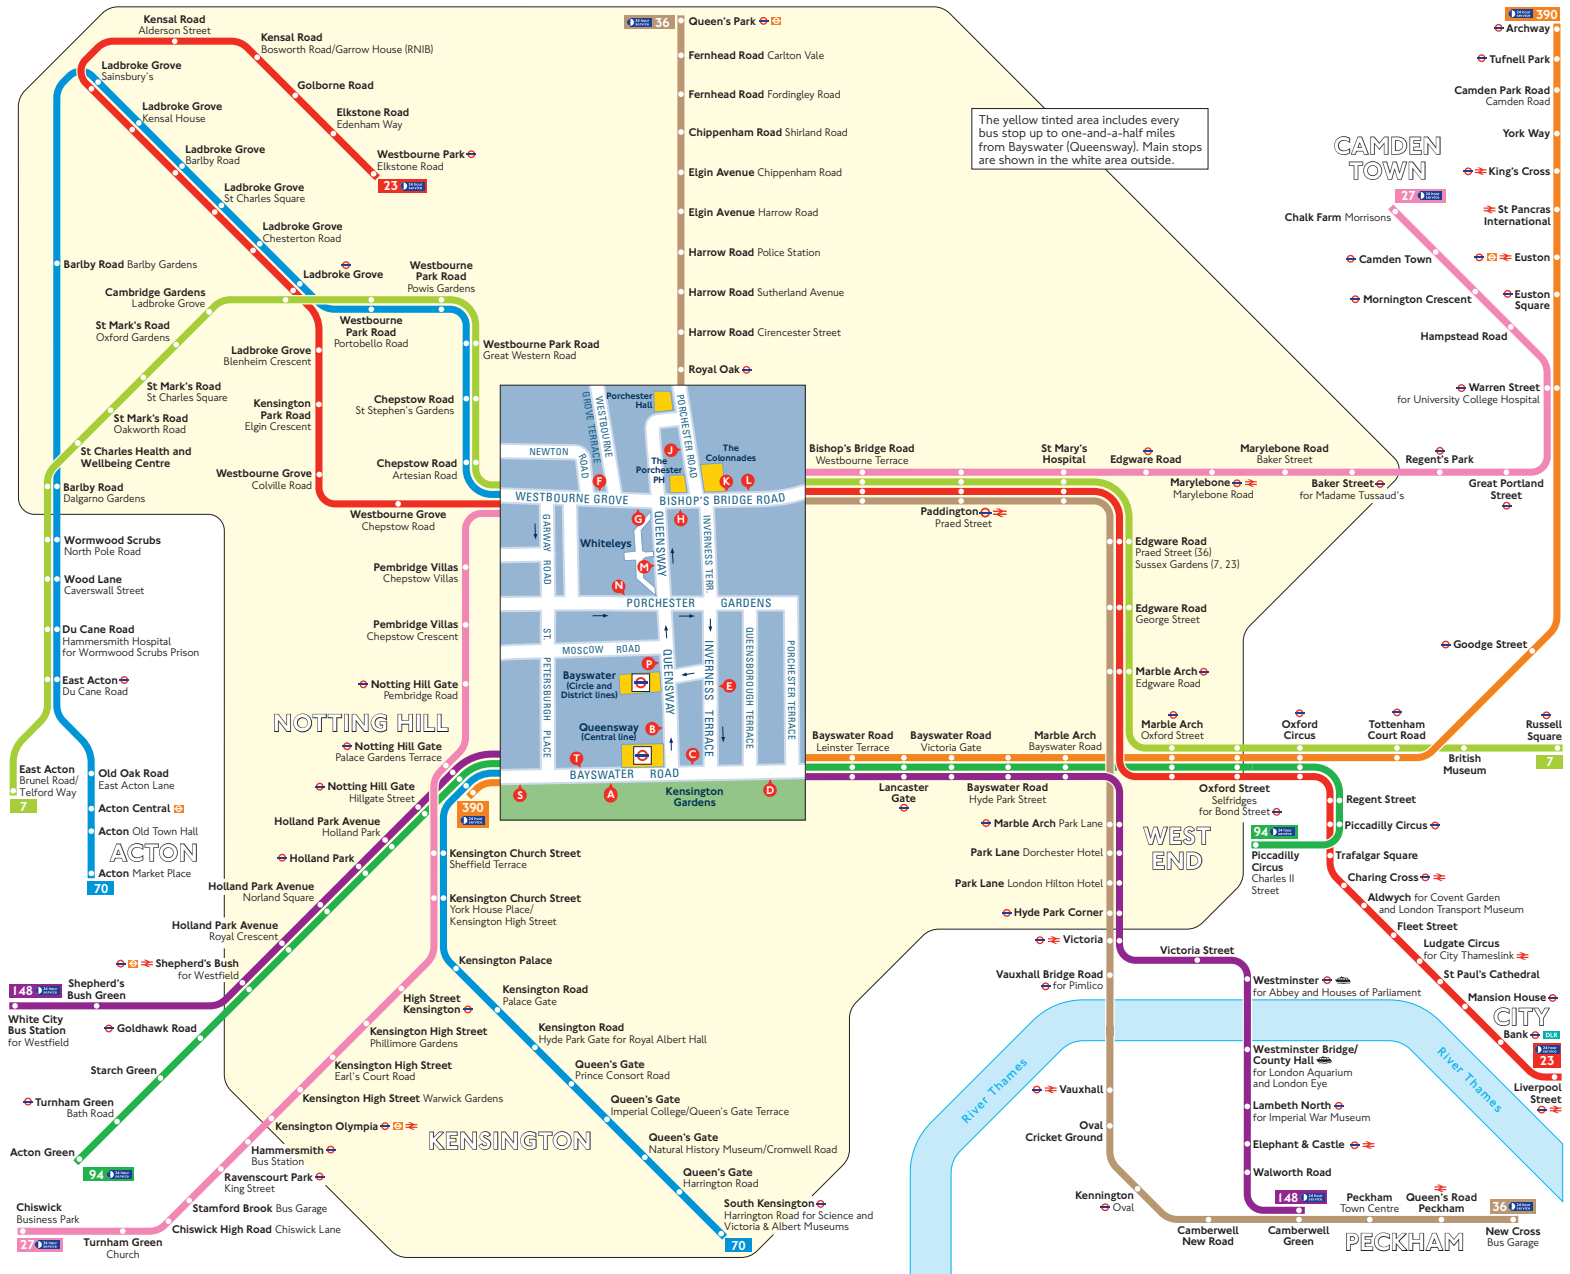 Kensal Road
Alderson Street
Kensal Road
Bosworth Road/Garrow House (RNIB)
Ladbroke Grove
Sainsbury's
Golborne Road
Ladbroke Grove
Kensal House
Elkstone Road
Edenham Way
Ladbroke Grove
Barlby Road
Westbourne Park
Elkstone Road
23 24 hour service
Ladbroke Grove
St Charles Square
Ladbroke Grove
Chesterton Road
Ladbroke Grove
Barlby Road Barlby Gardens
Westbourne
Park Road
Powis Gardens
Cambridge Gardens
Ladbroke Grove
St Mark's Road
Oxford Gardens
Westbourne
Park Road
Portobello Road
Westbourne Park Road
Great Western Road
Ladbroke Grove
Blenheim Crescent
St Mark's Road
St Charles Square
Kensington
Park Road
Elgin Crescent
Chepstow Road
St Stephen's Gardens
St Mark's Road
Oakworth Road
St Charles Health and
Wellbeing Centre
Chepstow Road
Artesian Road
Westbourne Grove
Colville Road
Barlby Road
Dalgarno Gardens
Westbourne Grove
Chepstow Road
Wormwood Scrubs
North Pole Road
Wood Lane
Caverswall Street
Pembridge Villas
Chepstow Villas
Du Cane Road
Hammersmith Hospital
for Wormwood Scrubs Prison
Pembridge Villas
Chepstow Crescent
East Acton
Du Cane Road
Notting Hill Gate
Pembridge Road
NOTTING HILL
Notting Hill Gate
Palace Gardens Terrace
East Acton
Brunel Road/
Telford Way
7
Old Oak Road
East Acton Lane
Acton Central
Acton Old Town Hall
ACTON
Acton Market Place
70
Notting Hill Gate
Hillgate Street
390 24 hour service
Holland Park Avenue
Holland Park
Holland Park
Kensington Church Street
Sheffield Terrace
Holland Park Avenue
Norland Square
Kensington Church Street
York House Place/
Kensington High Street
Holland Park Avenue
Royal Crescent
Shepherd's Bush
for Westfield
Kensington Palace
148 24 hour service
Shepherd's
Bush Green
White City
Bus Station
for Westfield
Goldhawk Road
High Street
Kensington
Kensington Road
Palace Gate
Kensington High Street
Phillimore Gardens
Kensington Road
Hyde Park Gate for Royal Albert Hall
Starch Green
Kensington High Street
Earl's Court Road
Queen's Gate
Prince Consort Road
Turnham Green
Bath Road
Kensington High Street Warwick Gardens
Queen's Gate
Imperial College/Queen's Gate Terrace
Kensington Olympia
KENSINGTON
Queen's Gate
Natural History Museum/Cromwell Road
Acton Green
94 24 hour service
Hammersmith
Bus Station
Ravenscourt Park
King Street
Queen's Gate
Harrington Road
Stamford Brook Bus Garage
South Kensington
Harrington Road for Science and
Victoria & Albert Museums
70
Chiswick
Business Park
27 24 hour service
Chiswick High Road Chiswick Lane
Turnham Green
Church
36 24 hour service
Queen's Park
Fernhead Road Carlton Vale
Fernhead Road Fordingley Road
Chippenham Road Shirland Road
Elgin Avenue Chippenham Road
Elgin Avenue Harrow Road
Harrow Road Police Station
Harrow Road Sutherland Avenue
Harrow Road Cirencester Street
Royal Oak
The yellow tinted area includes every
bus stop up to one-and-a-half miles
from Bayswater (Queensway). Main stops
are shown in the white area outside.
Porchester
Hall
WESTBOURNE
GROVE TERRACE
PORCHESTER ROAD
NEWTON
ROAD
J
The
Porchester
PH
The
Colonnades
F
K
L
WESTBOURNE GROVE
BISHOP'S BRIDGE ROAD
G
H
GARWAY ROAD
QUEENSWAY
INVERNESS TERR.
Whiteleys
M
N
PORCHESTER GARDENS
ST. PETERSBURGH PLACE
MOSCOW ROAD
QUEENSWAY
INVERNESS TERRACE
QUEENSBOROUGH TERRACE
PORCHESTER TERRACE
P
Bayswater
(Circle and
District lines)
E
Queensway
(Central line)
B
T
C
BAYSWATER ROAD
S
A
Kensington
Gardens
D
390 24 hour service
Archway
Tufnell Park
Camden Park Road
Camden Road
York Way
CAMDEN
TOWN
King's Cross
27 24 hour service
Chalk Farm Morrisons
St Pancras
International
Camden Town
Euston
Mornington Crescent
Euston
Square
Hampstead Road
Warren Street
for University College Hospital
Bishop's Bridge Road
Westbourne Terrace
St Mary's
Hospital
Edgware Road
Marylebone Road
Baker Street
Regent's Park
Marylebone
Marylebone Road
Baker Street
for Madame Tussaud's
Great Portland
Street
Paddington
Praed Street
Edgware Road
Praed Street (36)
Sussex Gardens (7, 23)
Edgware Road
George Street
Goodge Street
Marble Arch
Edgware Road
Bayswater Road
Leinster Terrace
Bayswater Road
Victoria Gate
Marble Arch
Bayswater Road
Marble Arch
Oxford Street
Oxford
Circus
Tottenham
Court Road
Russell
Square
7
British
Museum
Lancaster
Gate
Bayswater Road
Hyde Park Street
Oxford Street
Selfridges
for Bond Street
Regent Street
Marble Arch Park Lane
WEST
END
94 24 hour service
Piccadilly Circus
Park Lane Dorchester Hotel
Piccadilly
Circus
Charles II
Street
Trafalgar Square
Park Lane London Hilton Hotel
Charing Cross
Aldwych for Covent Garden
and London Transport Museum
Hyde Park Corner
Fleet Street
Victoria
Ludgate Circus
for City Thameslink
Victoria Street
Vauxhall Bridge Road
for Pimlico
Westminster
for Abbey and Houses of Parliament
St Paul's Cathedral
Mansion House
CITY
Bank DLR
23 24 hour service
Liverpool
Street
Westminster Bridge/
County Hall
for London Aquarium
and London Eye
River Thames
River Thames
Vauxhall
Lambeth North
for Imperial War Museum
Oval
Cricket Ground
Elephant & Castle
Walworth Road
Kennington
Oval
148 24 hour service
Peckham
Town Centre
Queen's Road
Peckham
36 24 hour service
Camberwell
New Road
Camberwell
Green
PECKHAM
New Cross
Bus Garage